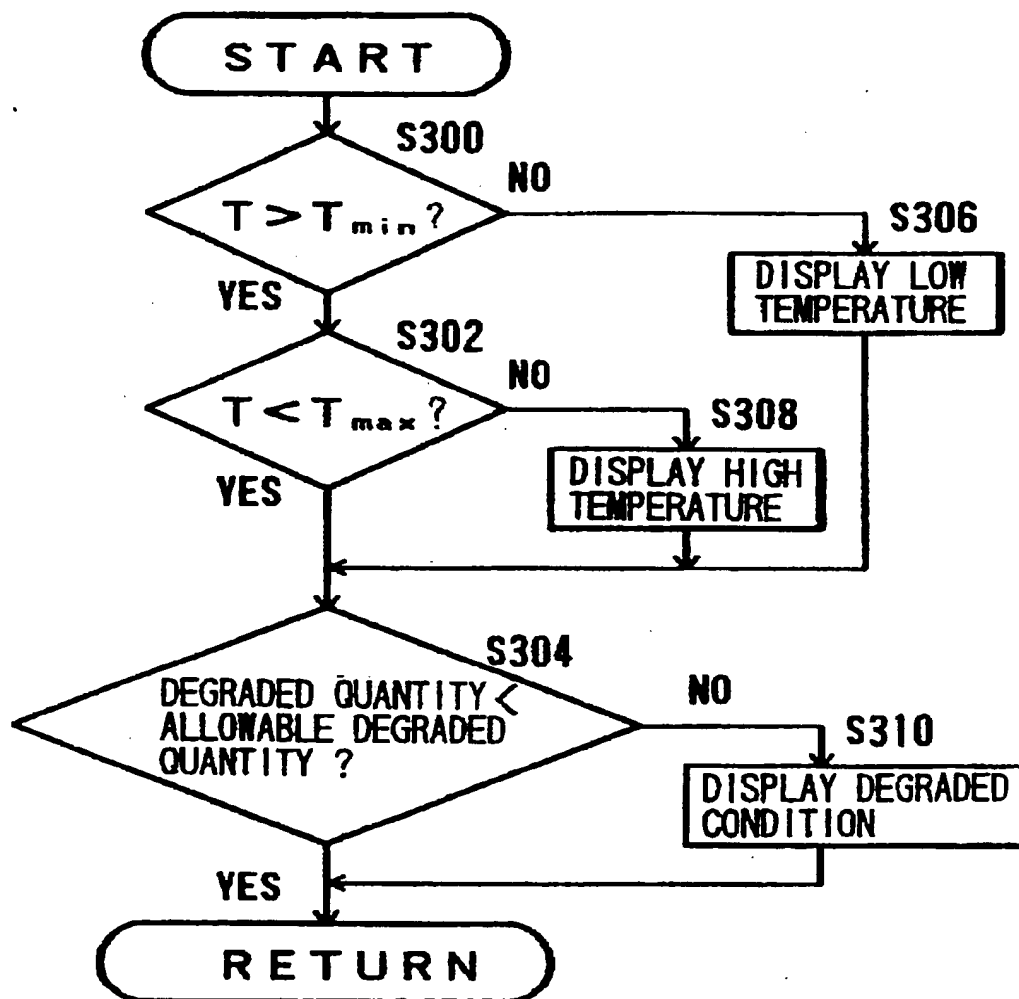 START
S300
NO
T > Tmin ?
S306
YES
DISPLAY LOW
TEMPERATURE
S302
NO
T < Tmax ?
S308
YES
DISPLAY HIGH
TEMPERATURE
S304
DEGRADED QUANTITY <
ALLOWABLE DEGRADED
QUANTITY ?
NO
S310
DISPLAY DEGRADED
CONDITION
YES
RETURN